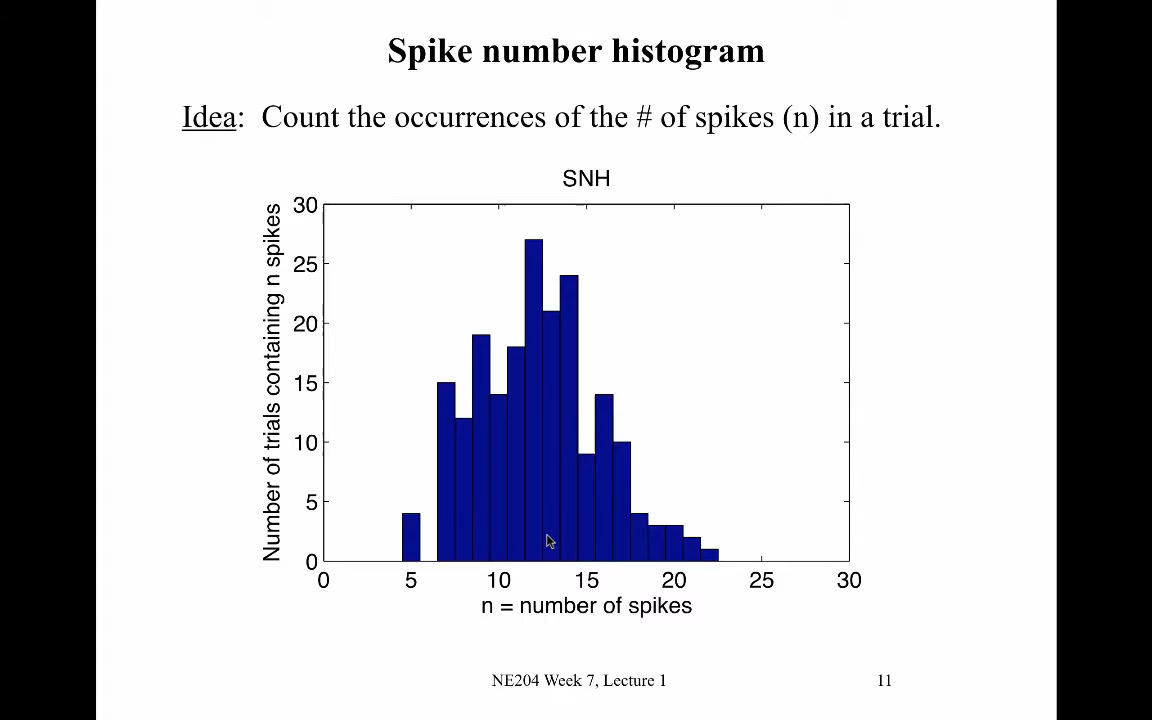 Spike number histogram
Idea: Count the occurrences of the # of spikes (n) in a trial.
SNH
Number of trials containing n spikes
30
25
20
15
10
5
0
0 5 10 15 20 25 30
n = number of spikes
NE204 Week 7, Lecture 1 11